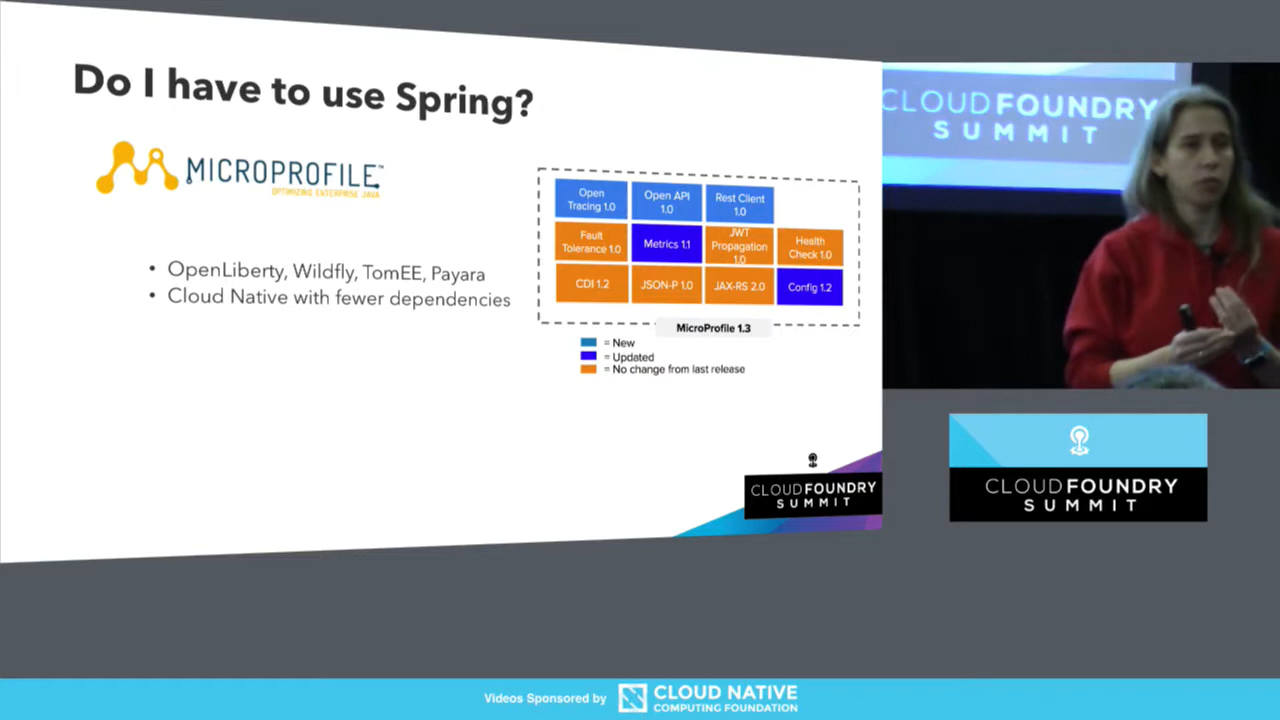 Do I have to use Spring?
MICROPROFILE™
OPTIMIZING ENTERPRISE JAVA
• OpenLiberty, Wildfly, TomEE, Payara
• Cloud Native with fewer dependencies
Open
Tracing 1.0
Open API
1.0
Rest Client
1.0
Fault
Tolerance 1.0
Metrics 1.1
JWT
Propagation
1.0
Health
Check 1.0
CDI 1.2
JSON-P 1.0
JAX-RS 2.0
Config 1.2
MicroProfile 1.3
= New
= Updated
= No change from last release
CLOUDFOUNDRY
SUMMIT
CLOUDFOUNDRY
SUMMIT
CLOUDFOUNDRY
SUMMIT
Videos Sponsored by
CLOUD NATIVE
COMPUTING FOUNDATION